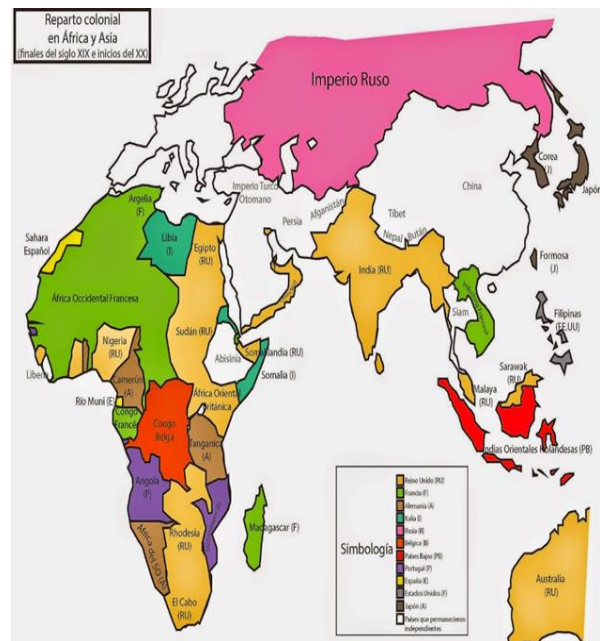 Reparto colonial
en África y Asia
(finales del siglo XIX e inicios del XX)
Imperio Ruso
Corea
(J)
Japón
Imperio Turco
Otomano
Persia
Afganistán
Tibet
China
Nepal
Bután
Argelia
(F)
Sahara
Español
Libia
(I)
Egipto
(RU)
India (RU)
Formosa
(J)
África Occidental Francesa
Sudán (RU)
Siam
Filipinas
(EE.UU)
Nigeria
(RU)
Abisinia
Somalilandia (RU)
Somalia (I)
Camerún
(A)
Río Muni (E)
Malaya
(RU)
Sarawak
(RU)
África Oriental
Británica
Congo
Francés
Congo
Belga
Tanganica
(A)
Indias Orientales Holandesas (PB)
Angola
(P)
Madagascar (F)
Rhodesia
(RU)
África del SO (A)
El Cabo
(RU)
Australia
(RU)
Simbología
Reino Unido (RU)
Francia (F)
Alemania (A)
Italia (I)
Rusia (R)
Bélgica (B)
Países Bajos (PB)
Portugal (P)
España (E)
Estados Unidos (F)
Japón (A)
Países que permanecieron
independientes